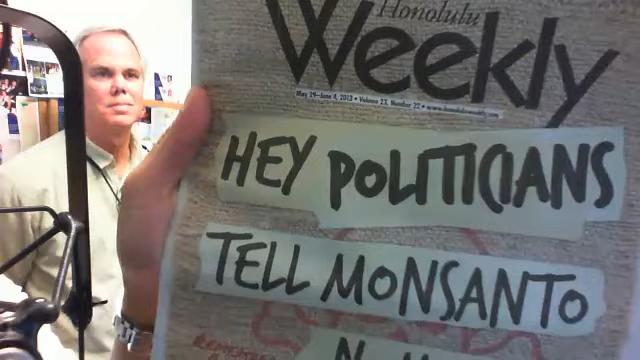 Honolulu
Weekly
May 29–June 4, 2013 • Volume 23, Number 22 • www.honoluluweekly.com
HEY POLITICIANS
TELL MONSANTO